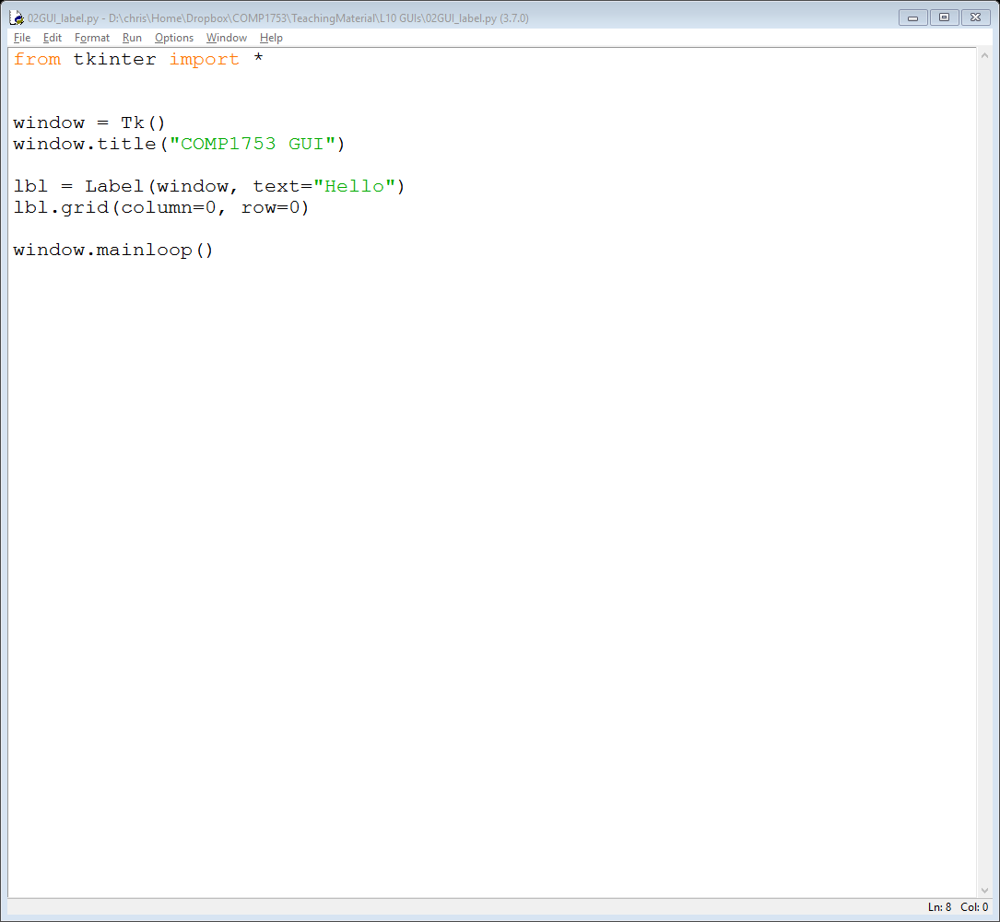 02GUI_label.py - D:\chris\Home\Dropbox\COMP1753\TeachingMaterial\L10 GUIs\02GUI_label.py (3.7.0)
File Edit Format Run Options Window Help
from tkinter import *
window = Tk()
window.title("COMP1753 GUI")
lbl = Label(window, text="Hello")
lbl.grid(column=0, row=0)
window.mainloop()
Ln: 8 Col: 0